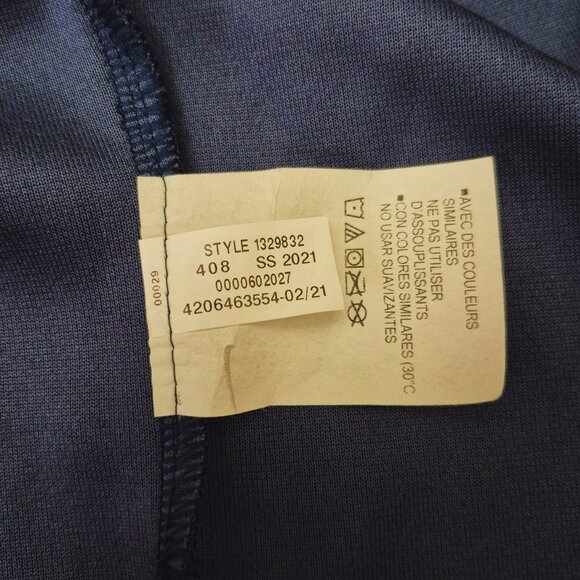 STYLE 1329832
408 SS 2021
0000602027
4206463554-02/21
00029
▪AVEC DES COULEURS
SIMILAIRES
NE PAS UTILISER
D'ASSOUPLISSANTS
▪CON COLORES SIMILARES (30°C
NO USAR SUAVIZANTES